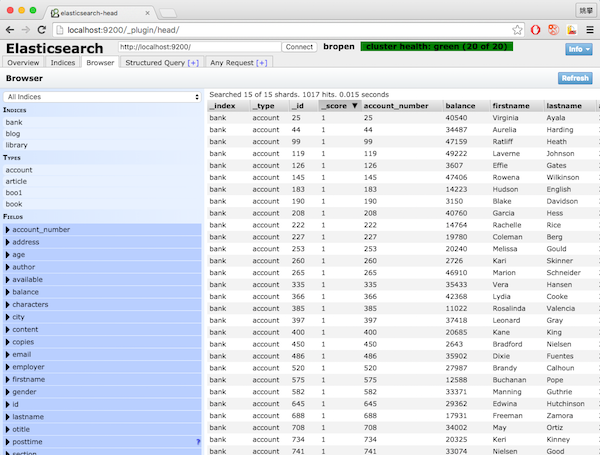 elasticsearch-head
姚攀
localhost:9200/_plugin/head/
Elasticsearch http://localhost:9200/ Connect bropen cluster health: green (20 of 20) Info
Overview Indices Browser Structured Query [+] Any Request [+]
Browser Refresh
All Indices
Indices
bank
blog
library
Types
account
article
boo1
book
Fields
account_number
address
age
author
available
balance
characters
city
content
copies
email
employer
firstname
gender
id
lastname
otitle
posttime ?
section
Searched 15 of 15 shards. 1017 hits. 0.015 seconds
_index _type _id _score ▼ account_number balance firstname lastname
bank account 25 1 25 40540 Virginia Ayala
bank account 44 1 44 34487 Aurelia Harding
bank account 99 1 99 47159 Ratliff Heath
bank account 119 1 119 49222 Laverne Johnson
bank account 126 1 126 3607 Effie Gates
bank account 145 1 145 47406 Rowena Wilkinson
bank account 183 1 183 14223 Hudson English
bank account 190 1 190 3150 Blake Davidson
bank account 208 1 208 40760 Garcia Hess
bank account 222 1 222 14764 Rachelle Rice
bank account 227 1 227 19780 Coleman Berg
bank account 253 1 253 20240 Melissa Gould
bank account 260 1 260 2726 Kari Skinner
bank account 265 1 265 46910 Marion Schneider
bank account 335 1 335 35433 Vera Hansen
bank account 366 1 366 42368 Lydia Cooke
bank account 385 1 385 11022 Rosalinda Valencia
bank account 397 1 397 37418 Leonard Gray
bank account 400 1 400 20685 Kane King
bank account 450 1 450 2643 Bradford Nielsen
bank account 486 1 486 35902 Dixie Fuentes
bank account 520 1 520 27987 Brandy Calhoun
bank account 575 1 575 12588 Buchanan Pope
bank account 582 1 582 33371 Manning Guthrie
bank account 645 1 645 29362 Edwina Hutchinson
bank account 688 1 688 17931 Freeman Zamora
bank account 708 1 708 34002 May Ortiz
bank account 734 1 734 20325 Keri Kinney
bank account 741 1 741 33074 Nielsen Good